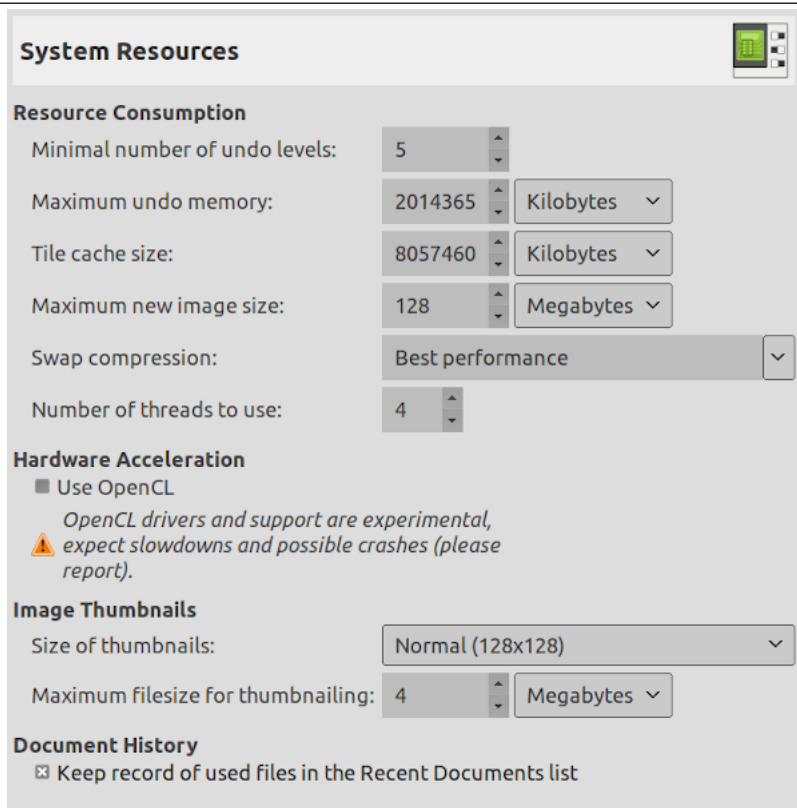 System Resources
Resource Consumption
Minimal number of undo levels: 5
Maximum undo memory: 2014365 Kilobytes
Tile cache size: 8057460 Kilobytes
Maximum new image size: 128 Megabytes
Swap compression: Best performance
Number of threads to use: 4
Hardware Acceleration
Use OpenCL
OpenCL drivers and support are experimental,
expect slowdowns and possible crashes (please
report).
Image Thumbnails
Size of thumbnails: Normal (128x128)
Maximum filesize for thumbnailing: 4 Megabytes
Document History
Keep record of used files in the Recent Documents list